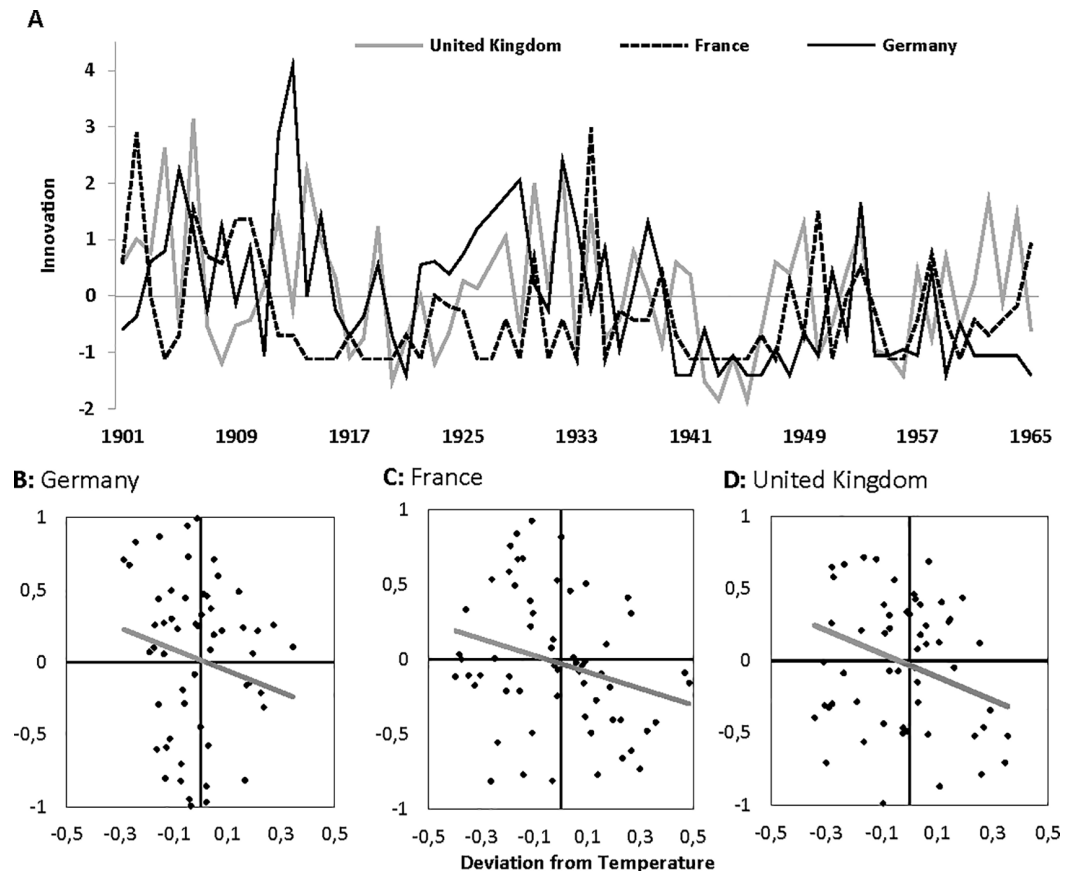 A
United Kingdom France Germany
Innovation
4
3
2
1
0
-1
-2
1901 1909 1917 1925 1933 1941 1949 1957 1965
B: Germany
C: France
D: United Kingdom
1
0,5
0
-0,5
-1
-0,5 -0,3 -0,1 0,1 0,3 0,5
1
0,5
0
-0,5
-1
-0,5 -0,3 -0,1 0,1 0,3 0,5
1
0,5
0
-0,5
-1
-0,5 -0,3 -0,1 0,1 0,3 0,5
Deviation from Temperature